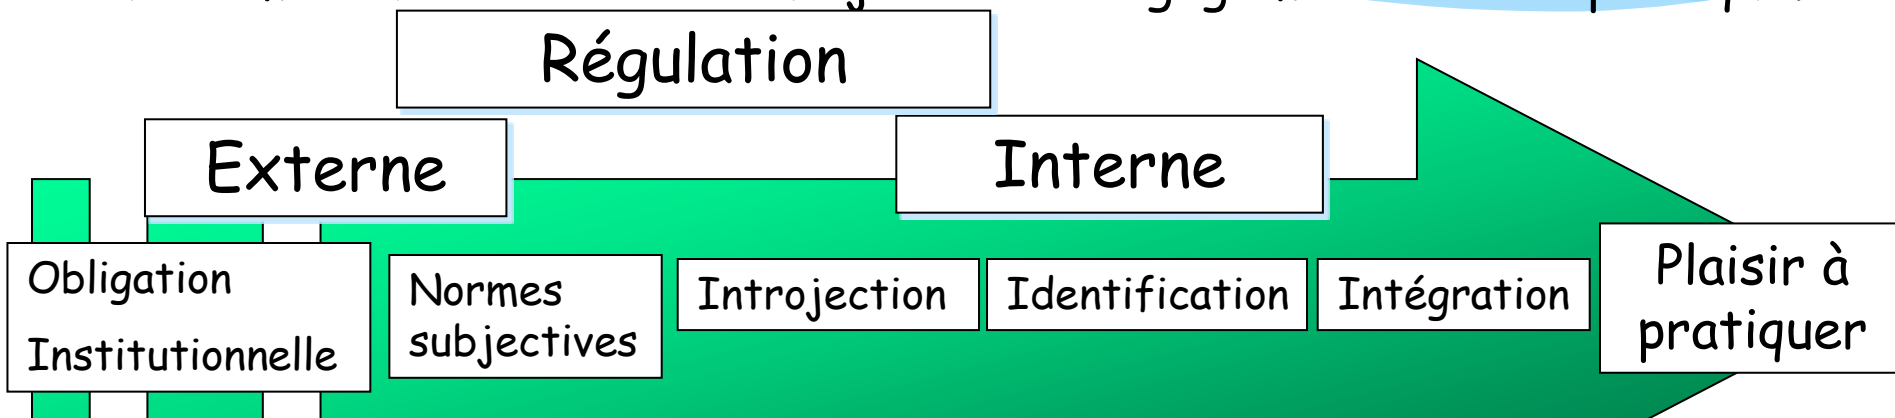 Régulation
Externe
Interne
Obligation
Institutionnelle
Normes
subjectives
Introjection
Identification
Intégration
Plaisir à
pratiquer